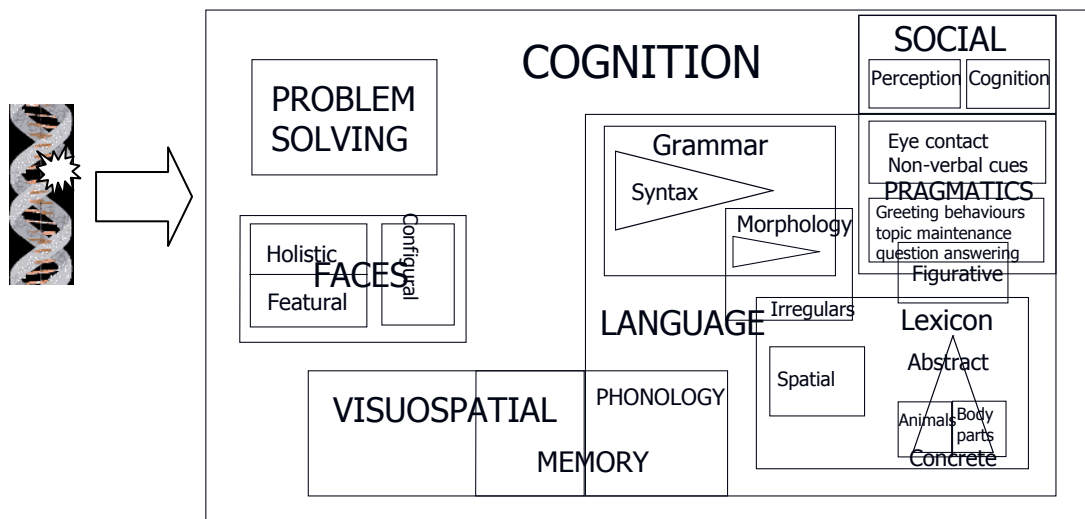 COGNITION
SOCIAL
Perception
Cognition
PROBLEM
SOLVING
Grammar
Syntax
Morphology
Eye contact
Non-verbal cues
PRAGMATICS
Greeting behaviours
topic maintenance
question answering
Figurative
Holistic
FACES
Featural
Configural
LANGUAGE
Irregulars
Lexicon
Abstract
Spatial
Animals
Body
parts
Concrete
VISUOSPATIAL
PHONOLOGY
MEMORY